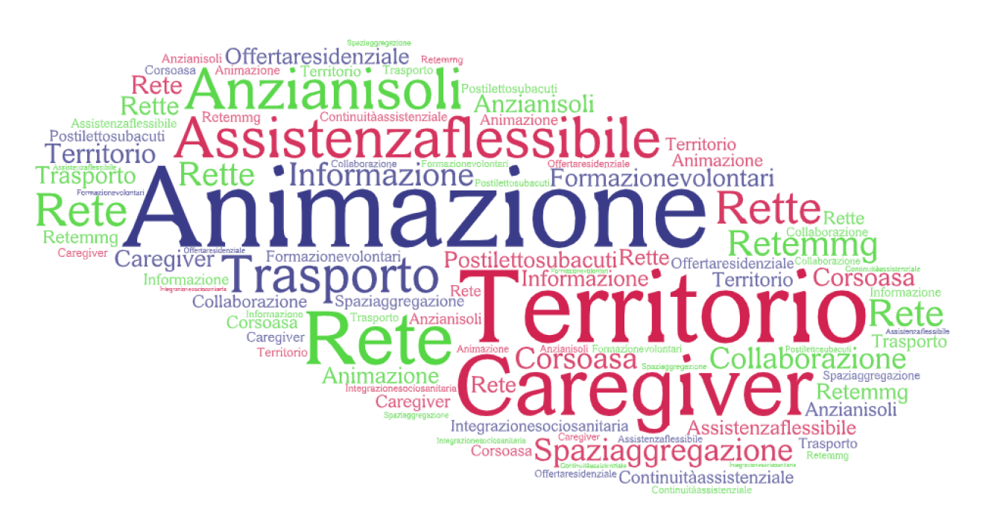 Spaziaggregazione
Anzianisoli Offertaresidenziale Retemmg
Corsoasa Animazione Territorio Trasporto
Rete Anzianisoli Postilettosubacuti
Rette Anzianisoli
Assistenzaflessibile Retemmg Continuitàassistenziale Animazione
Postilettosubacuti Assistenzaflessibile Territorio
Territorio Collaborazione Formazionevolontari Offertaresidenziale Animazione
Assistenzaflessibile
Trasporto Rette Informazione Postilettosubacuti Formazionevolontari
Formazionevolontari
Rete Animazione Rette Rette
Retemmg Retemmg Collaborazione
Caregiver Offertaresidenziale
Caregiver Formazionevolontari Postilettosubacuti Rette Offertaresidenziale Collaborazione
Continuitàassistenziale
Informazione Trasporto Formazionevolontari Informazione Territorio Corsoasa
Integrazionesociosanitaria Rete Informazione
Collaborazione Spaziaggregazione Territorio Rete
Informazione Trasporto Anzianisoli
Corsoasa Rete Assistenzaflessibile
Caregiver Trasporto
Territorio Animazione Anzianisoli Formazionevolontari Postilettosubacuti
Corsoasa Spaziaggregazione Collaborazione
Animazione Caregiver Spaziaggregazione
Integrazionesociosanitaria Rete Retemmg
Caregiver Anzianisoli
Spaziaggregazione
Integrazionesociosanitaria Assistenzaflessibile
Integrazionesociosanitaria Caregiver Assistenzaflessibile Trasporto
Corsoasa Spaziaggregazione Retemmg
Continuitàassistenziale Integrazionesociosanitaria
Offertaresidenziale Continuitàassistenziale
Continuitàassistenziale